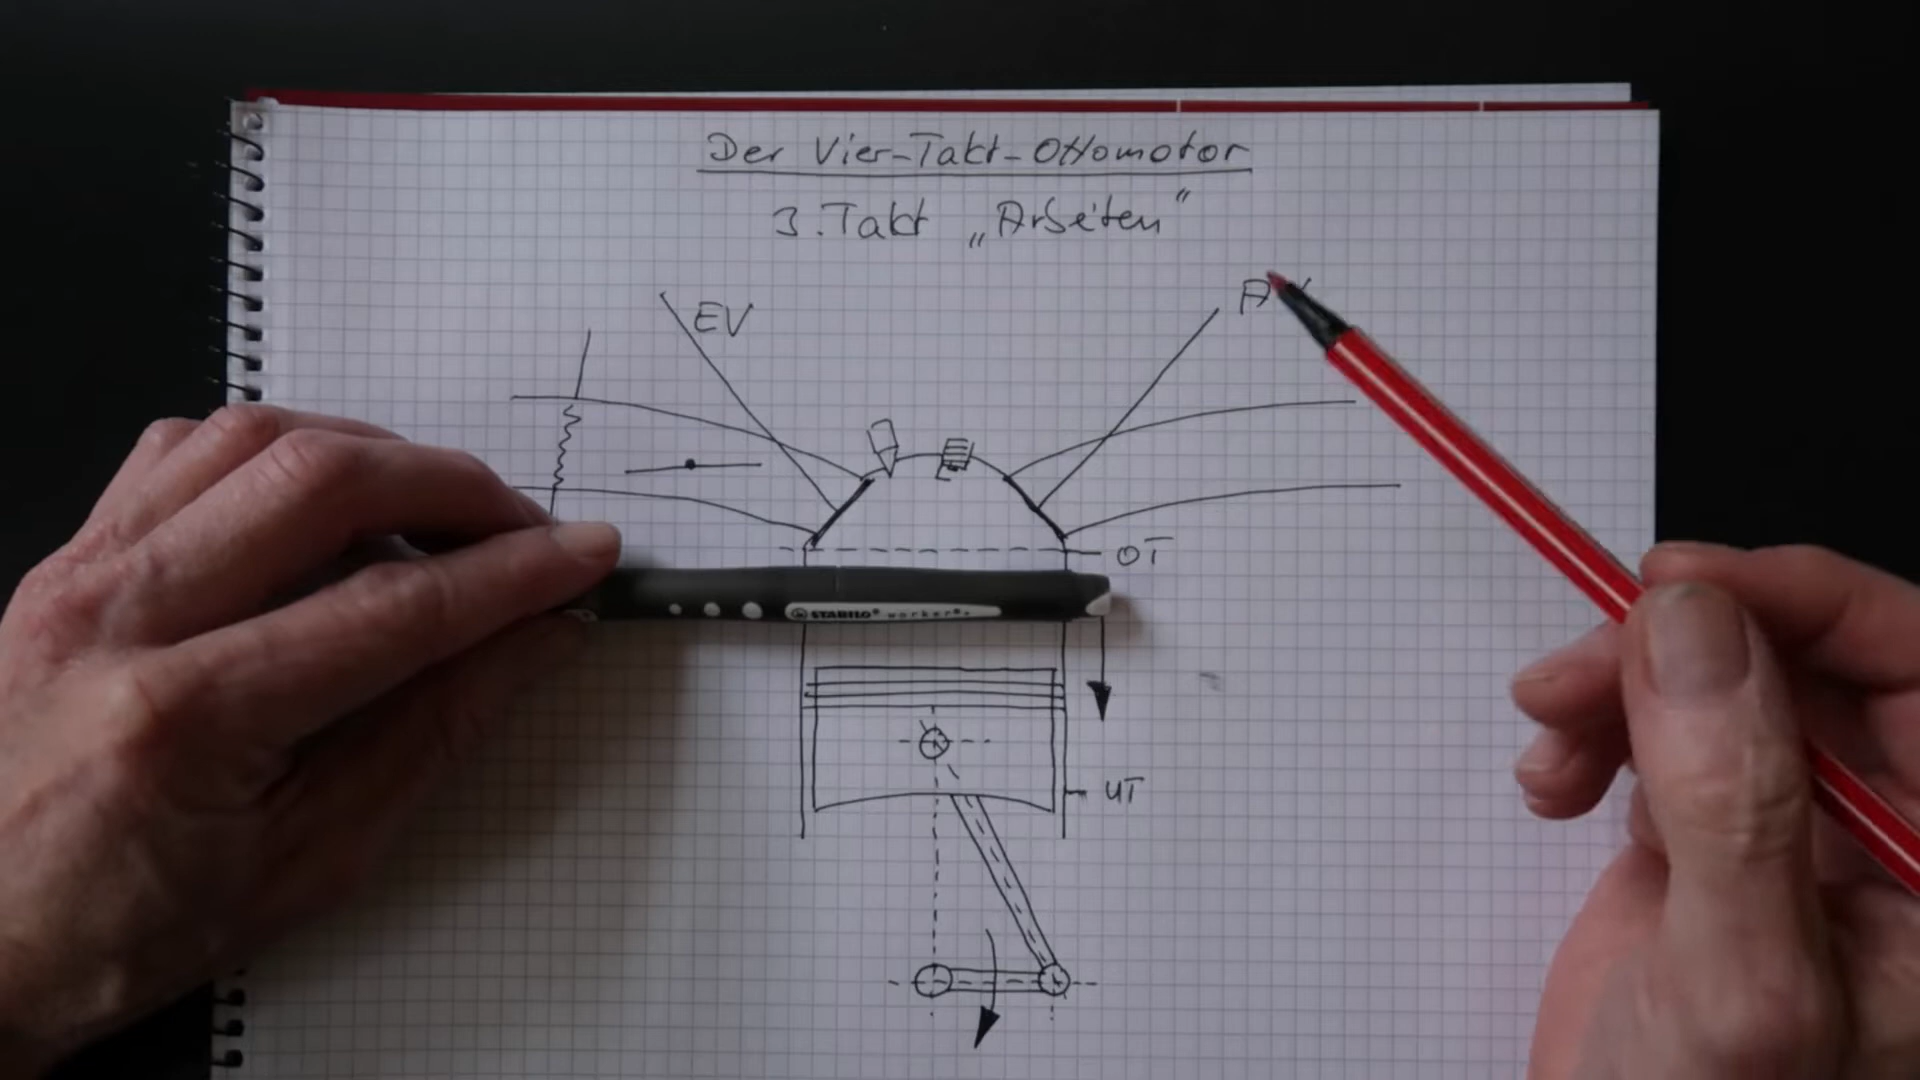 Der Vier-Takt-Ottomotor
3. Takt „Arbeiten"
EV
OT
STABILO® worker®
UT